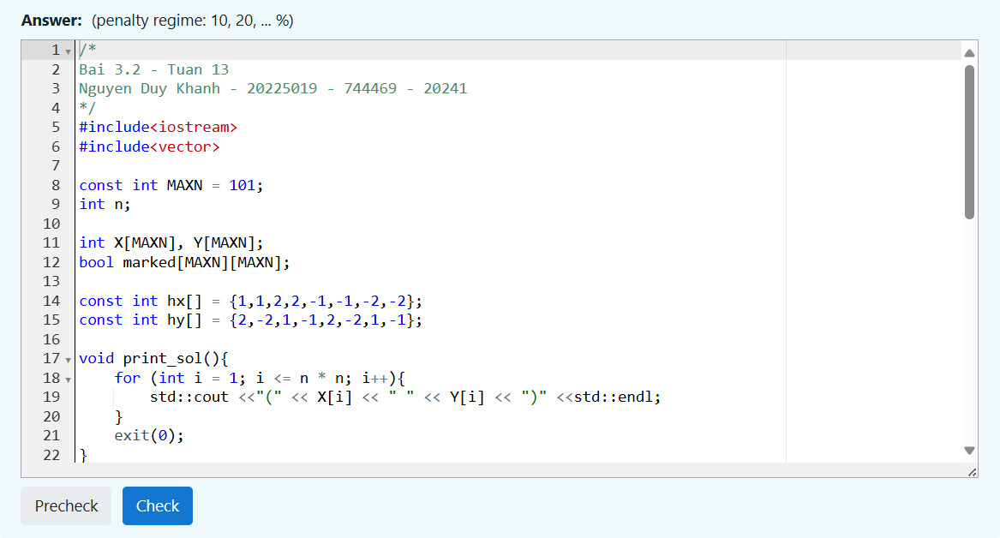 Answer: (penalty regime: 10, 20, ... %)
1 /*
2 Bai 3.2 - Tuan 13
3 Nguyen Duy Khanh - 20225019 - 744469 - 20241
4 */
5 #include<iostream>
6 #include<vector>
7
8 const int MAXN = 101;
9 int n;
10
11 int X[MAXN], Y[MAXN];
12 bool marked[MAXN][MAXN];
13
14 const int hx[] = {1,1,2,2,-1,-1,-2,-2};
15 const int hy[] = {2,-2,1,-1,2,-2,1,-1};
16
17 void print_sol(){
18     for (int i = 1; i <= n * n; i++){
19         std::cout <<"(" << X[i] << " " << Y[i] << ")" <<std::endl;
20     }
21     exit(0);
22 }
Precheck Check